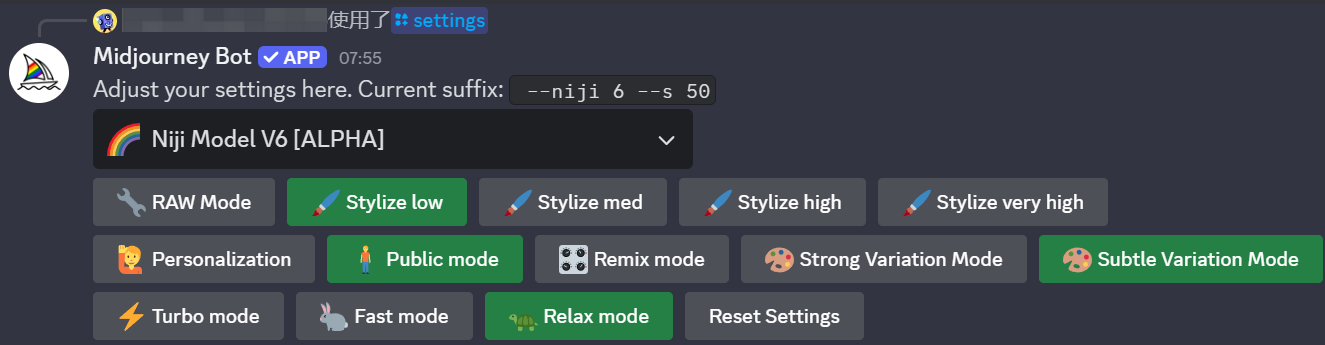 使用了 settings
Midjourney Bot APP 07:55
Adjust your settings here. Current suffix: --niji 6 --s 50
Niji Model V6 [ALPHA]
RAW Mode Stylize low Stylize med Stylize high Stylize very high
Personalization Public mode Remix mode Strong Variation Mode Subtle Variation Mode
Turbo mode Fast mode Relax mode Reset Settings